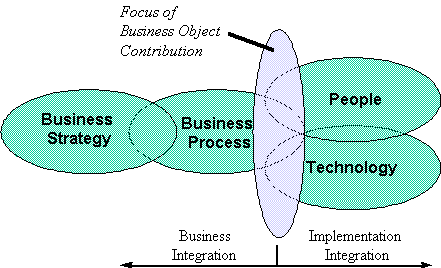 Focus of
Business Object
Contribution
Business
Strategy
Business
Process
People
Technology
Business
Integration
Implementation
Integration